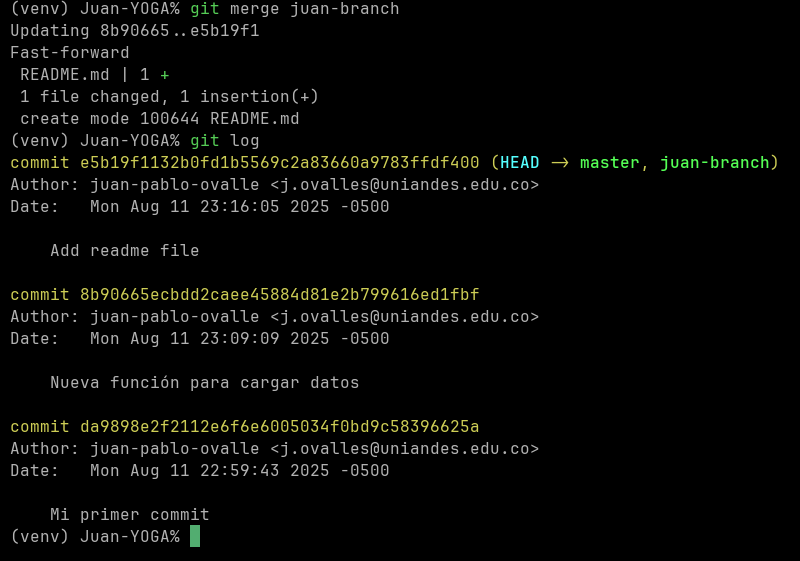 (venv) Juan-YOGA% git merge juan-branch
Updating 8b90665..e5b19f1
Fast-forward
 README.md | 1 +
 1 file changed, 1 insertion(+)
 create mode 100644 README.md
(venv) Juan-YOGA% git log
commit e5b19f1132b0fd1b5569c2a83660a9783ffdf400 (HEAD -> master, juan-branch)
Author: juan-pablo-ovalle <j.ovalles@uniandes.edu.co>
Date:   Mon Aug 11 23:16:05 2025 -0500

    Add readme file

commit 8b90665ecbdd2caee45884d81e2b799616ed1fbf
Author: juan-pablo-ovalle <j.ovalles@uniandes.edu.co>
Date:   Mon Aug 11 23:09:09 2025 -0500

    Nueva función para cargar datos

commit da9898e2f2112e6f6e6005034f0bd9c58396625a
Author: juan-pablo-ovalle <j.ovalles@uniandes.edu.co>
Date:   Mon Aug 11 22:59:43 2025 -0500

    Mi primer commit
(venv) Juan-YOGA%